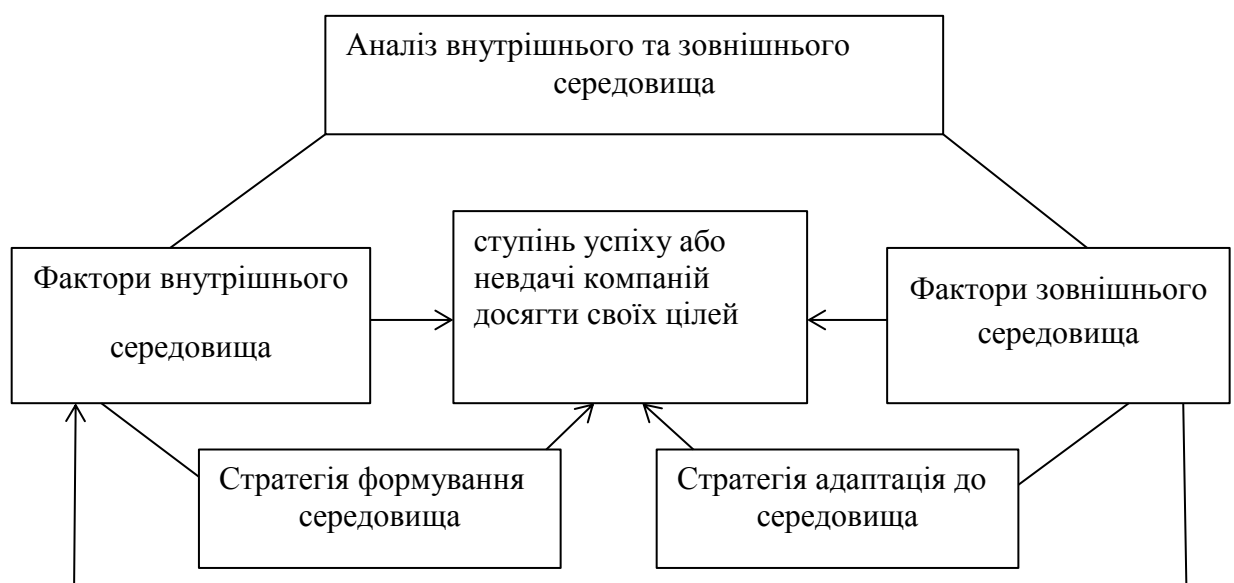 Аналіз внутрішнього та зовнішнього
середовища
ступінь успіху або
невдачі компаній
досягти своїх цілей
Фактори внутрішнього
середовища
Фактори зовнішнього
середовища
Стратегія формування
середовища
Стратегія адаптація до
середовища